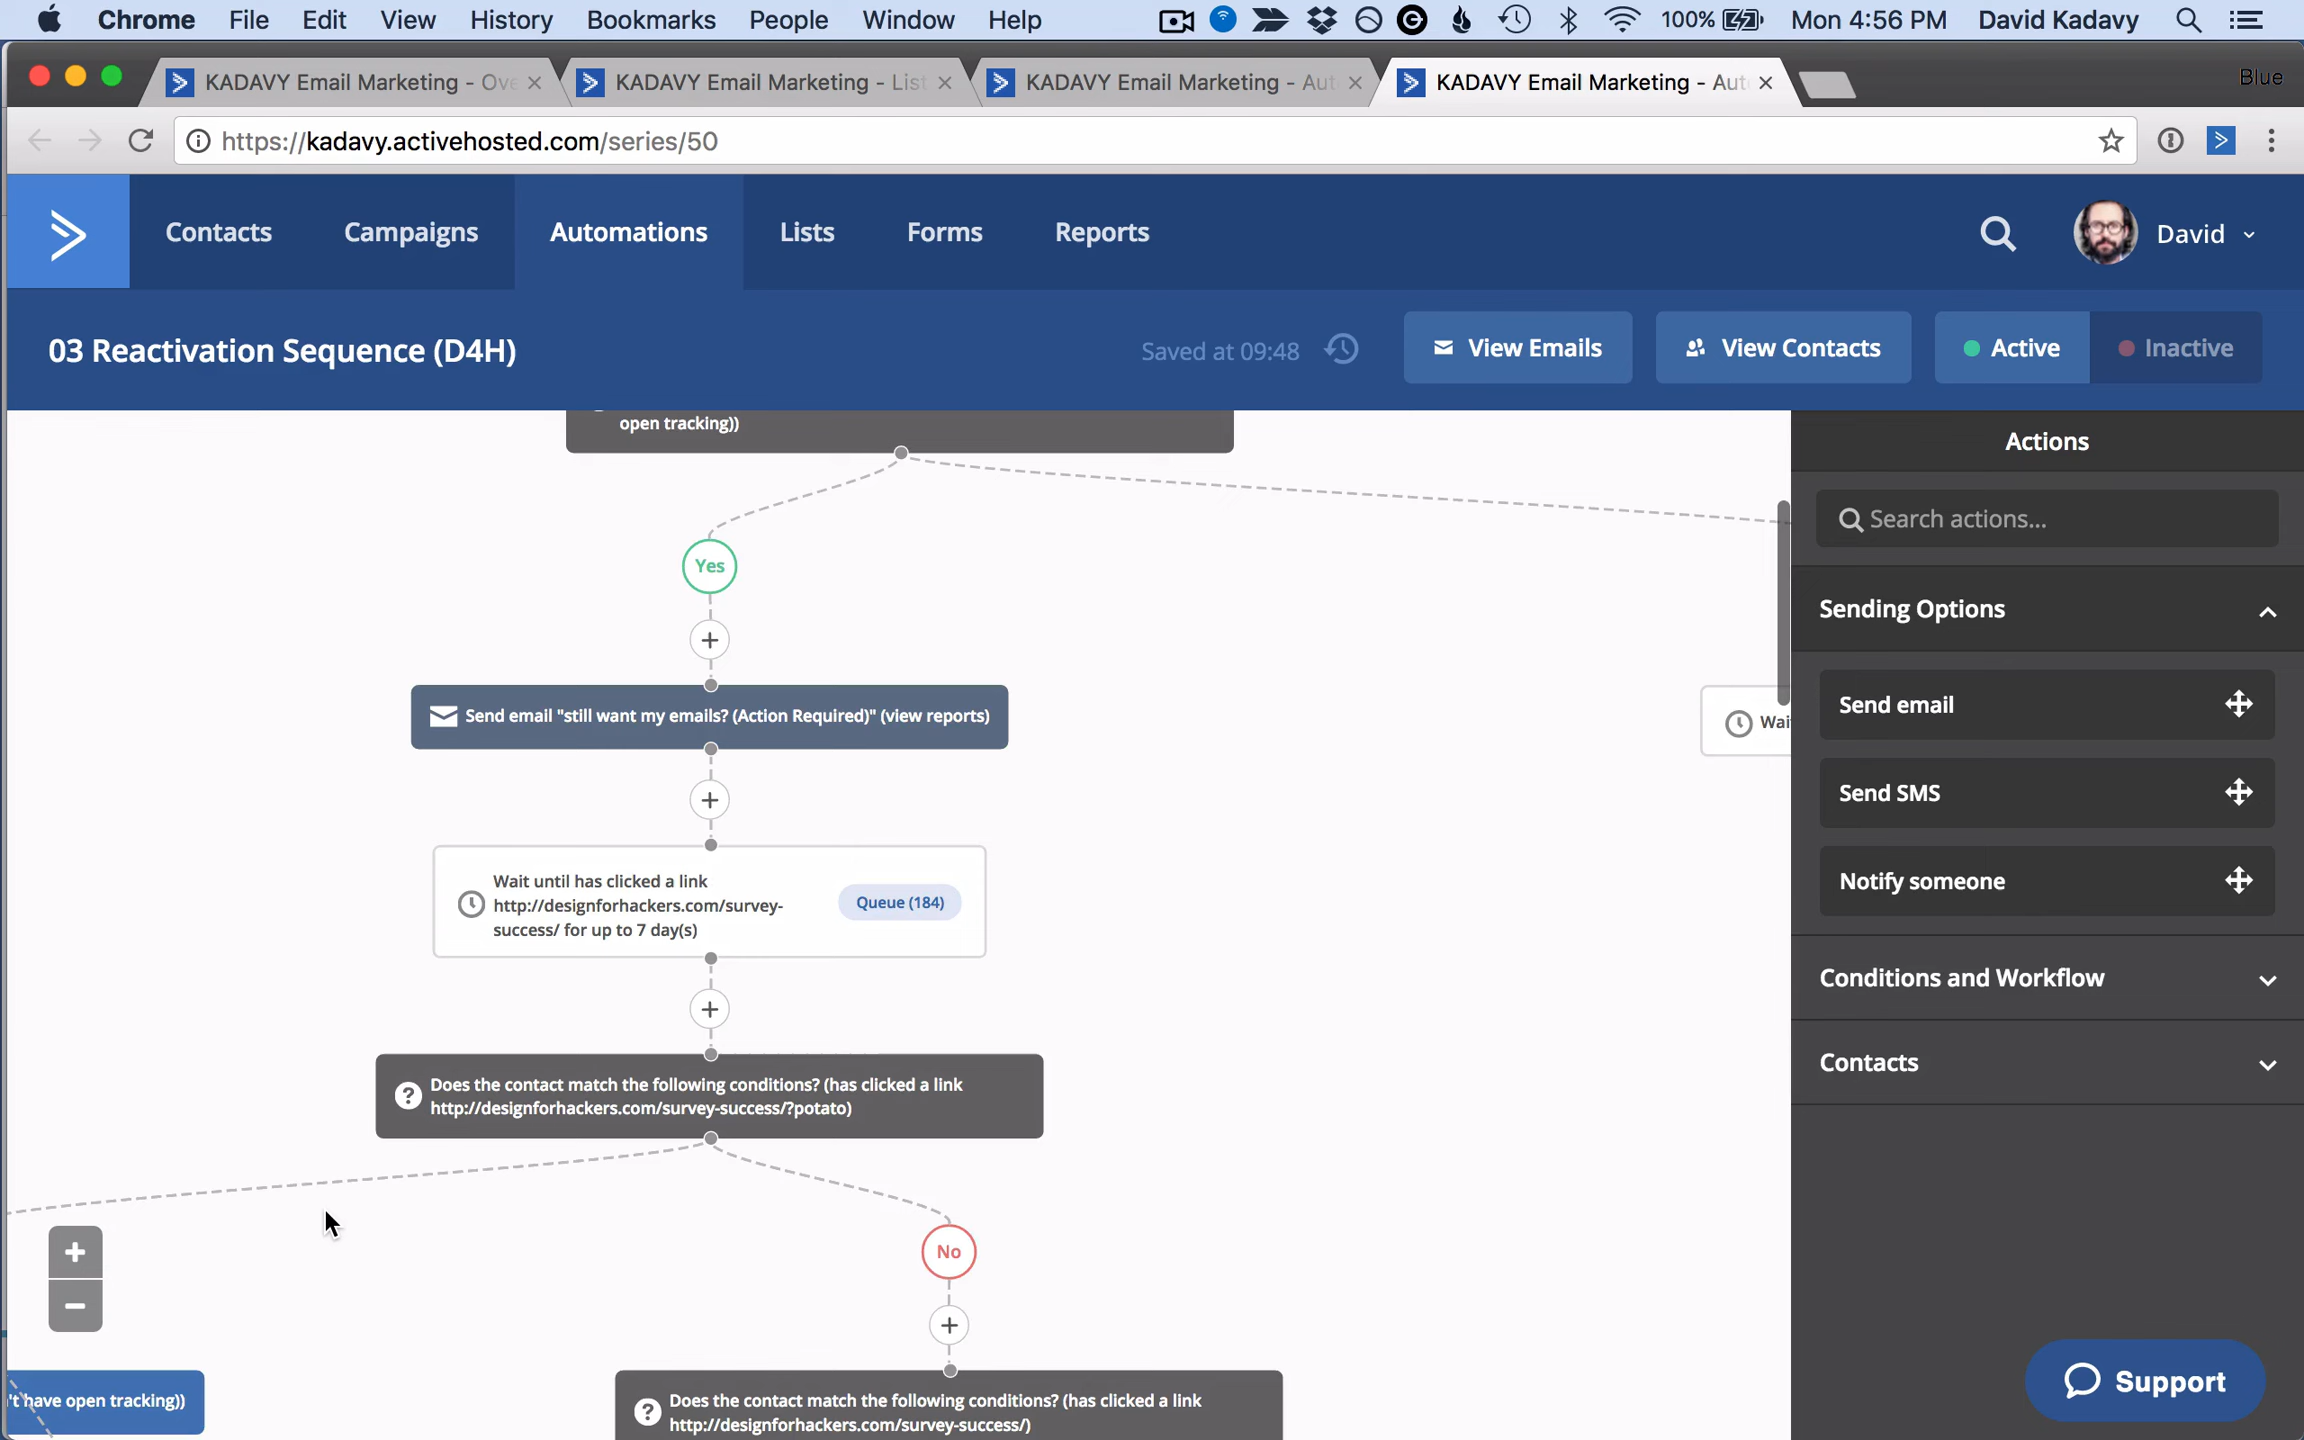 Chrome File Edit View History Bookmarks People Window Help 100% Mon 4:56 PM David Kadavy
KADAVY Email Marketing - Ove KADAVY Email Marketing - List KADAVY Email Marketing - Aut KADAVY Email Marketing - Aut Blue
https://kadavy.activehosted.com/series/50
Contacts Campaigns Automations Lists Forms Reports David
03 Reactivation Sequence (D4H) Saved at 09:48 View Emails View Contacts Active Inactive
open tracking))
Yes
+
Send email "still want my emails? (Action Required)" (view reports)
+
Wait until has clicked a link
http://designforhackers.com/survey-
success/ for up to 7 day(s)
Queue (184)
+
Does the contact match the following conditions? (has clicked a link
http://designforhackers.com/survey-success/?potato)
No
+
Does the contact match the following conditions? (has clicked a link
http://designforhackers.com/survey-success/)
't have open tracking))
+
−
Wai
Actions
Search actions...
Sending Options
Send email
Send SMS
Notify someone
Conditions and Workflow
Contacts
Support